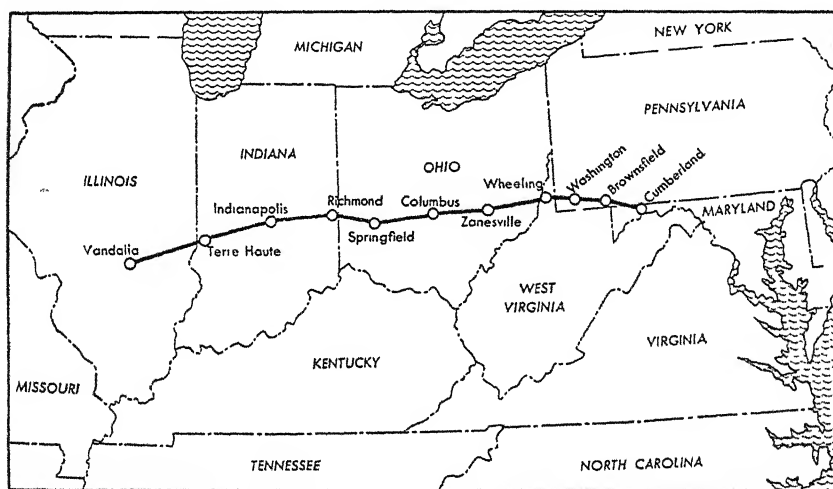 NEW YORK
MICHIGAN
PENNSYLVANIA
INDIANA
OHIO
ILLINOIS
Wheeling
Washington
Brownsfield
Cumberland
Indianapolis
Richmond
Columbus
MARYLAND
Springfield
Zanesville
Vandalia
Terre Haute
WEST
VIRGINIA
VIRGINIA
KENTUCKY
MISSOURI
TENNESSEE
NORTH CAROLINA